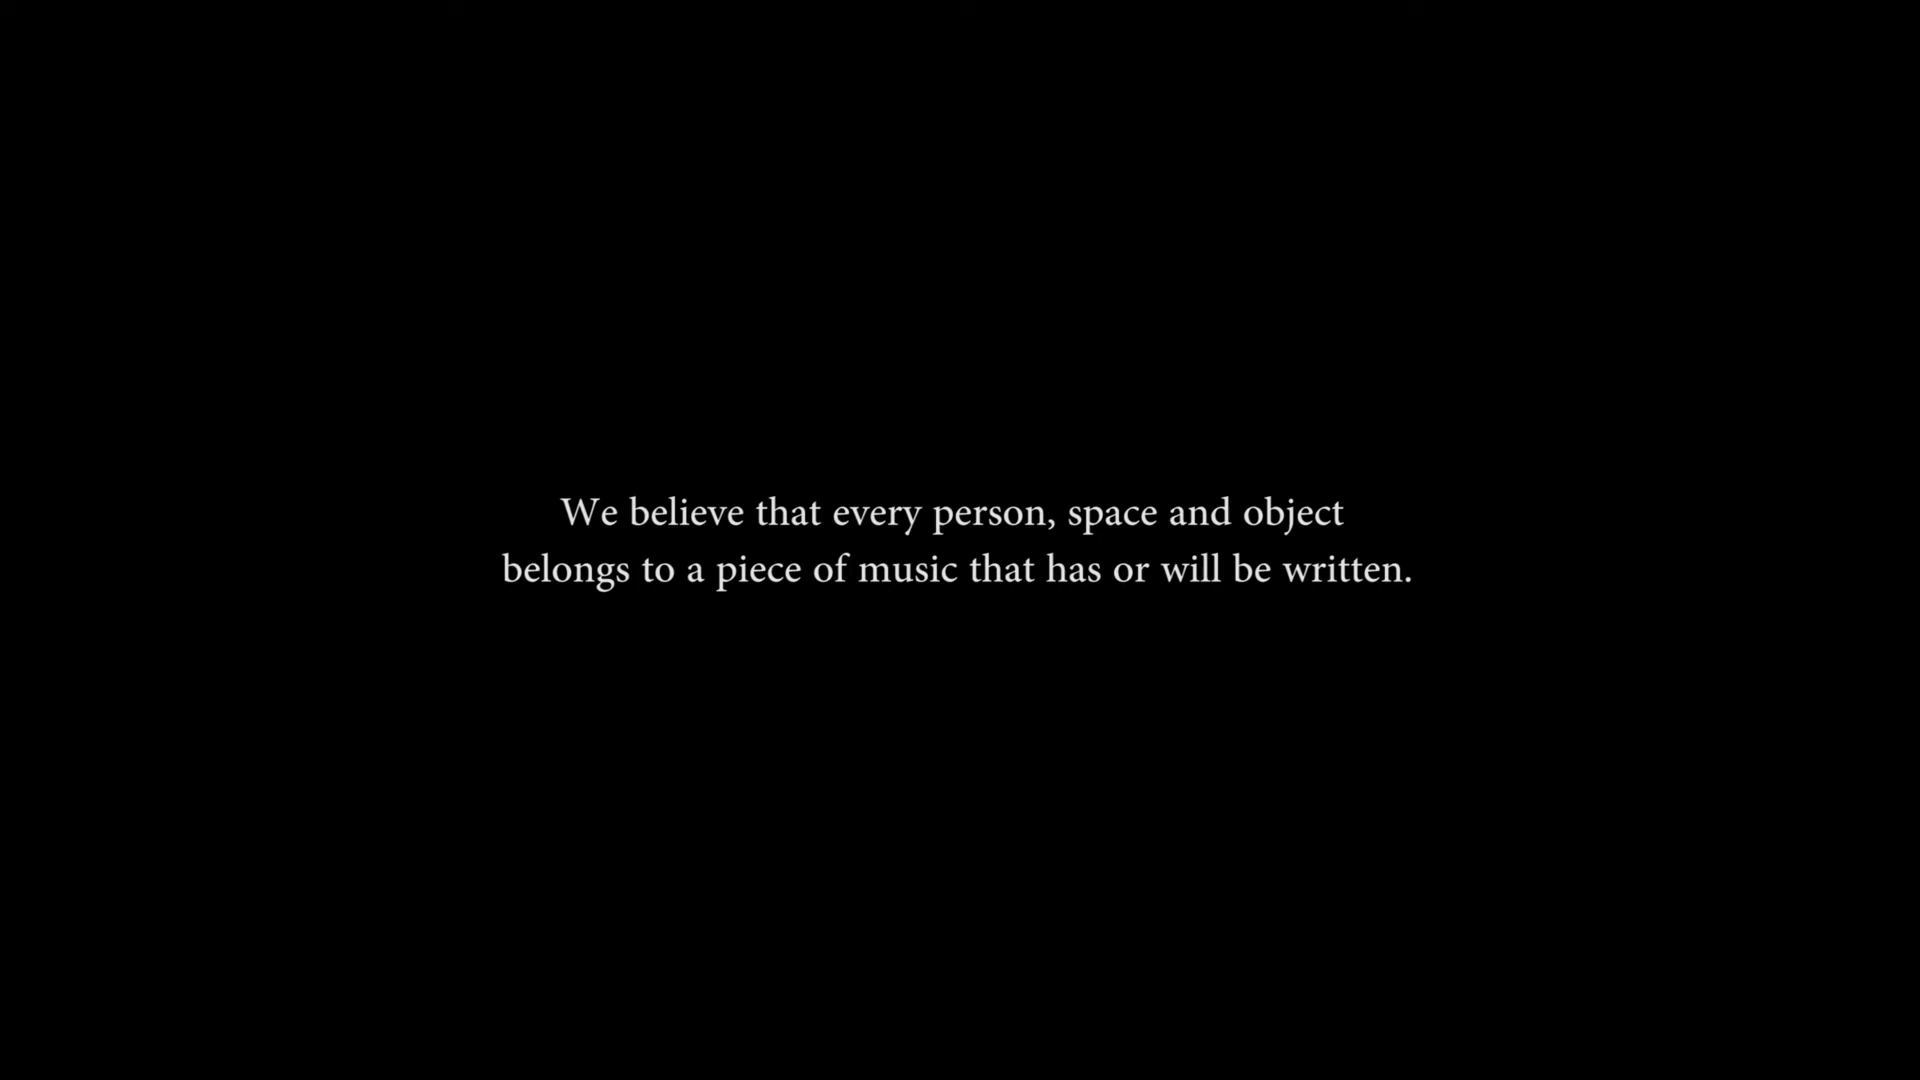 We believe that every person, space and object
belongs to a piece of music that has or will be written.